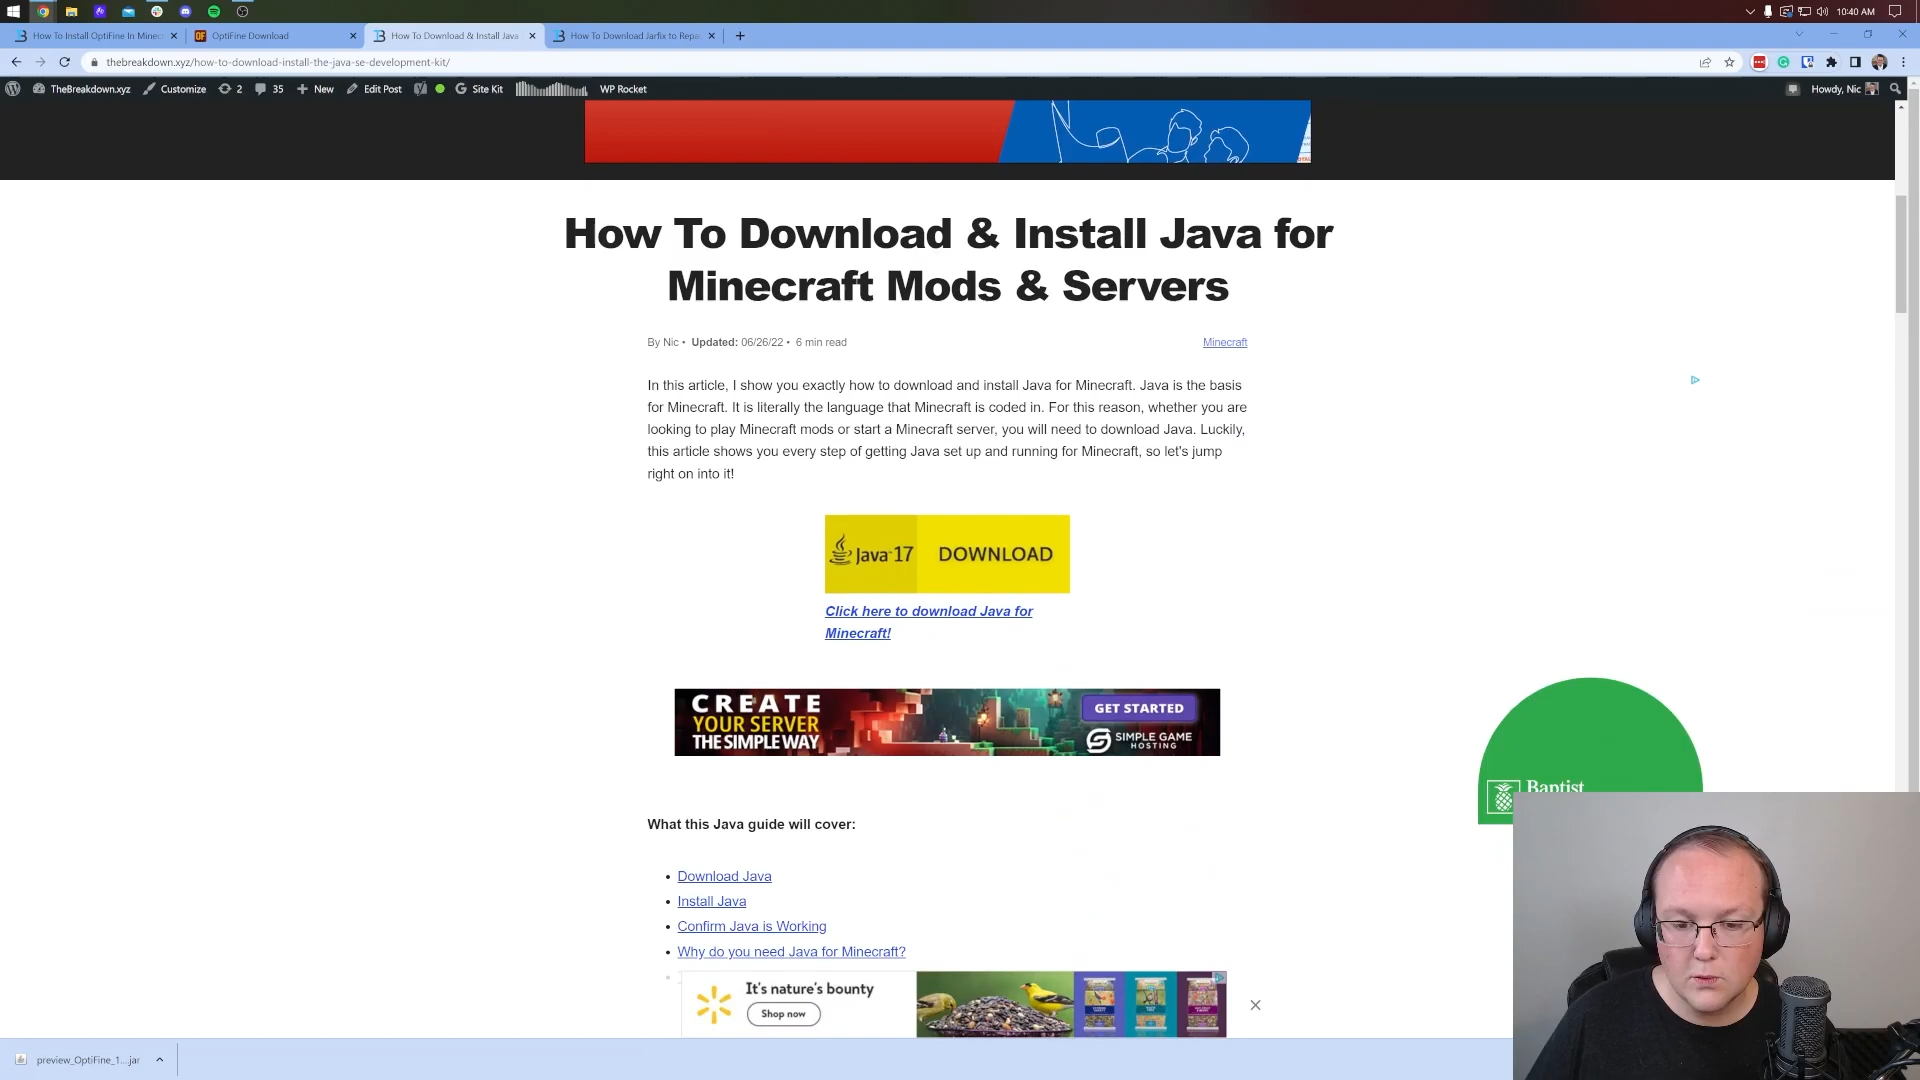 10:40 AM
How To Install OptiFine In Minec
OptiFine Download
How To Download & Install Java
How To Download Jarfix to Repa
thebreakdown.xyz/how-to-download-install-the-java-se-development-kit/
TheBreakdown.xyz
Customize
2
35
New
Edit Post
Site Kit
WP Rocket
Howdy, Nic
How To Download & Install Java for
Minecraft Mods & Servers
By Nic • Updated: 06/26/22 • 6 min read
Minecraft
In this article, I show you exactly how to download and install Java for Minecraft. Java is the basis
for Minecraft. It is literally the language that Minecraft is coded in. For this reason, whether you are
looking to play Minecraft mods or start a Minecraft server, you will need to download Java. Luckily,
this article shows you every step of getting Java set up and running for Minecraft, so let's jump
right on into it!
Java 17
DOWNLOAD
Click here to download Java for
Minecraft!
CREATE
YOUR SERVER
THE SIMPLE WAY
GET STARTED
SIMPLE GAME
HOSTING
Baptist
What this Java guide will cover:
• Download Java
• Install Java
• Confirm Java is Working
• Why do you need Java for Minecraft?
It's nature's bounty
Shop now
preview_OptiFine_1....jar